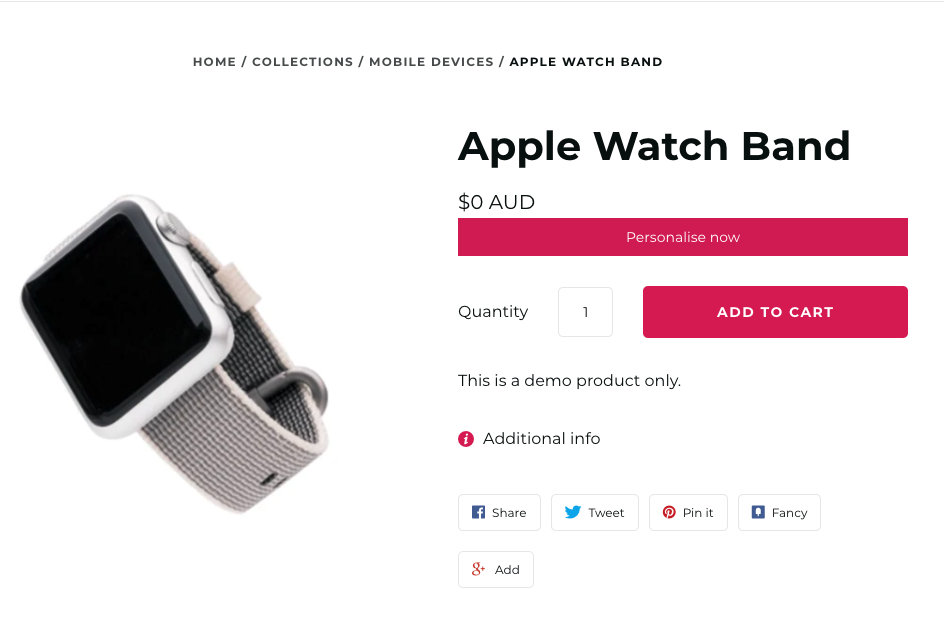 HOME / COLLECTIONS / MOBILE DEVICES / APPLE WATCH BAND
Apple Watch Band
$0 AUD
Personalise now
Quantity 1 ADD TO CART
This is a demo product only.
Additional info
Share Tweet Pin it Fancy
Add